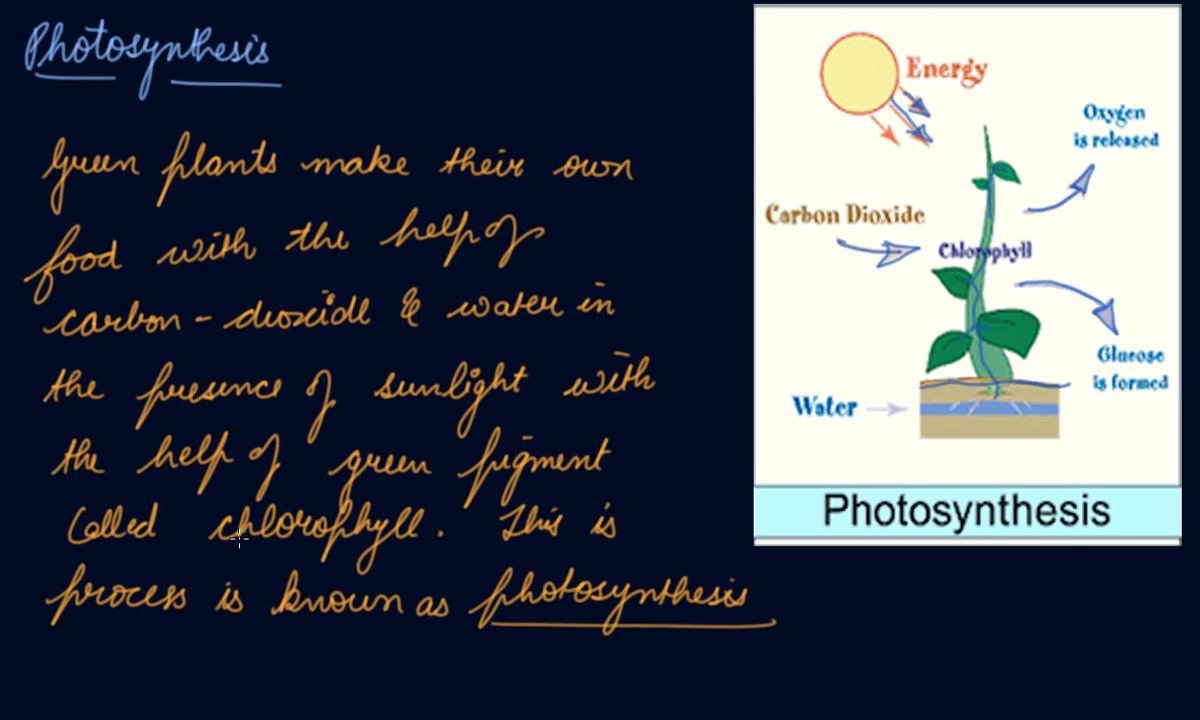 Photosynthesis
Green plants make their own
food with the help of
carbon - dioxide & water in
the presence of sunlight with
the help of green pigment
Called chlorophyll. This is
process is known as photosynthesis
Energy
Oxygen
is released
Carbon Dioxide
Chlorophyll
Glucose
is formed
Water
Photosynthesis